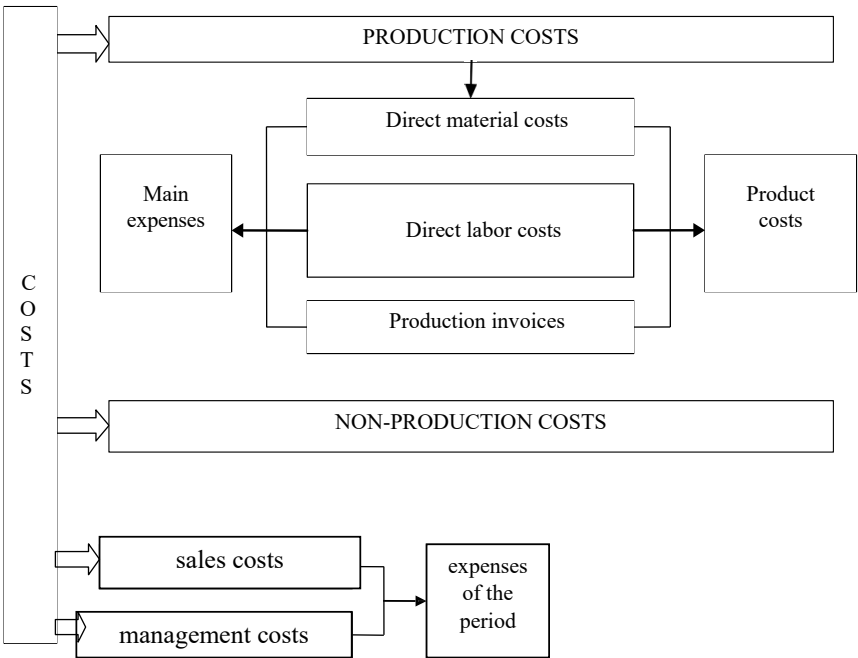 PRODUCTION COSTS
Direct material costs
Main
expenses
Direct labor costs
Product
costs
Production invoices
C
O
S
T
S
NON-PRODUCTION COSTS
sales costs
management costs
expenses
of the
period